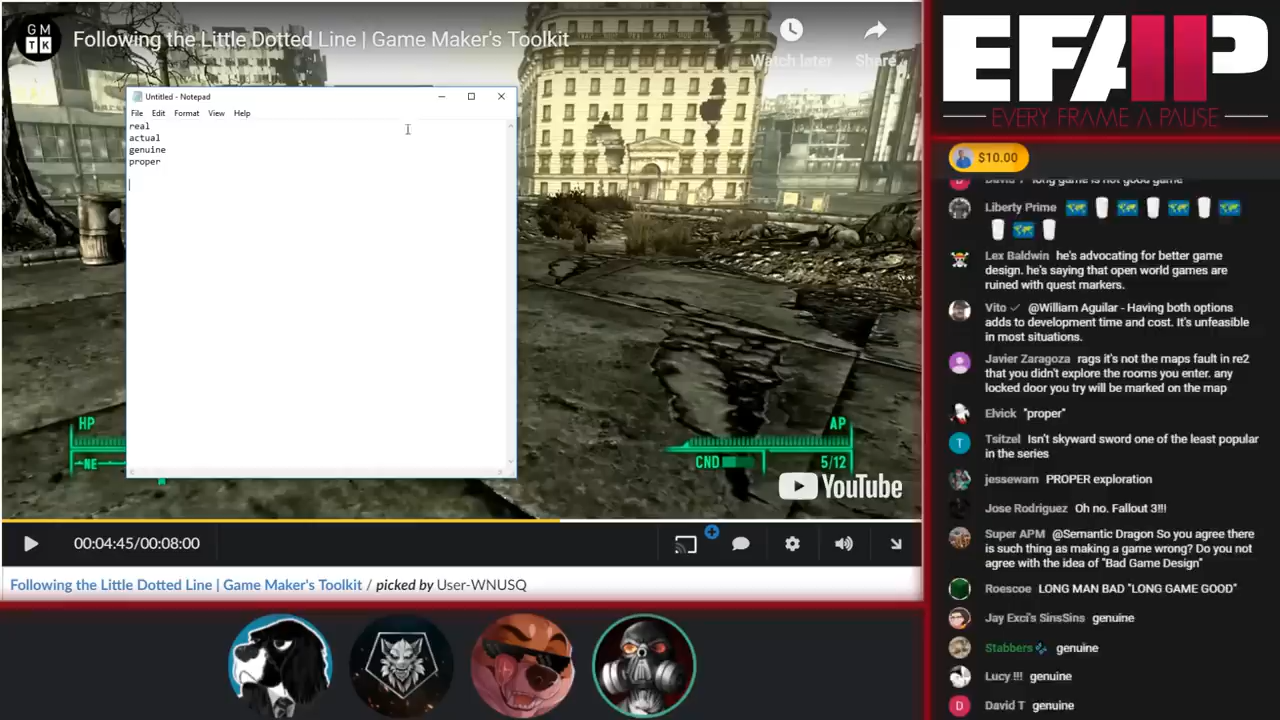 GM
TK
Following the Little Dotted Line | Game Maker's Toolkit
Watch later
Share
Untitled - Notepad
File Edit Format View Help
real
actual
genuine
proper
HP
NE
AP
CND
5/12
YouTube
00:04:45/00:08:00
Following the Little Dotted Line | Game Maker's Toolkit / picked by User-WNUSQ
EFAP
EVERY FRAME A PAUSE
$10.00
David T long game is not good game
Liberty Prime
Lex Baldwin he's advocating for better game
design. he's saying that open world games are
ruined with quest markers.
Vito @William Aguilar - Having both options
adds to development time and cost. It's unfeasible
in most situations.
Javier Zaragoza rags it's not the maps fault in re2
that you didn't explore the rooms you enter. any
locked door you try will be marked on the map
Elvick "proper"
T
Tsitzel Isn't skyward sword one of the least popular
in the series
jessewam PROPER exploration
Jose Rodriguez Oh no. Fallout 3!!!
Super APM @Semantic Dragon So you agree there
is such thing as making a game wrong? Do you not
agree with the idea of "Bad Game Design"
Roescoe LONG MAN BAD "LONG GAME GOOD"
Jay Exci's SinsSins genuine
Stabbers genuine
Lucy !!! genuine
D
David T genuine